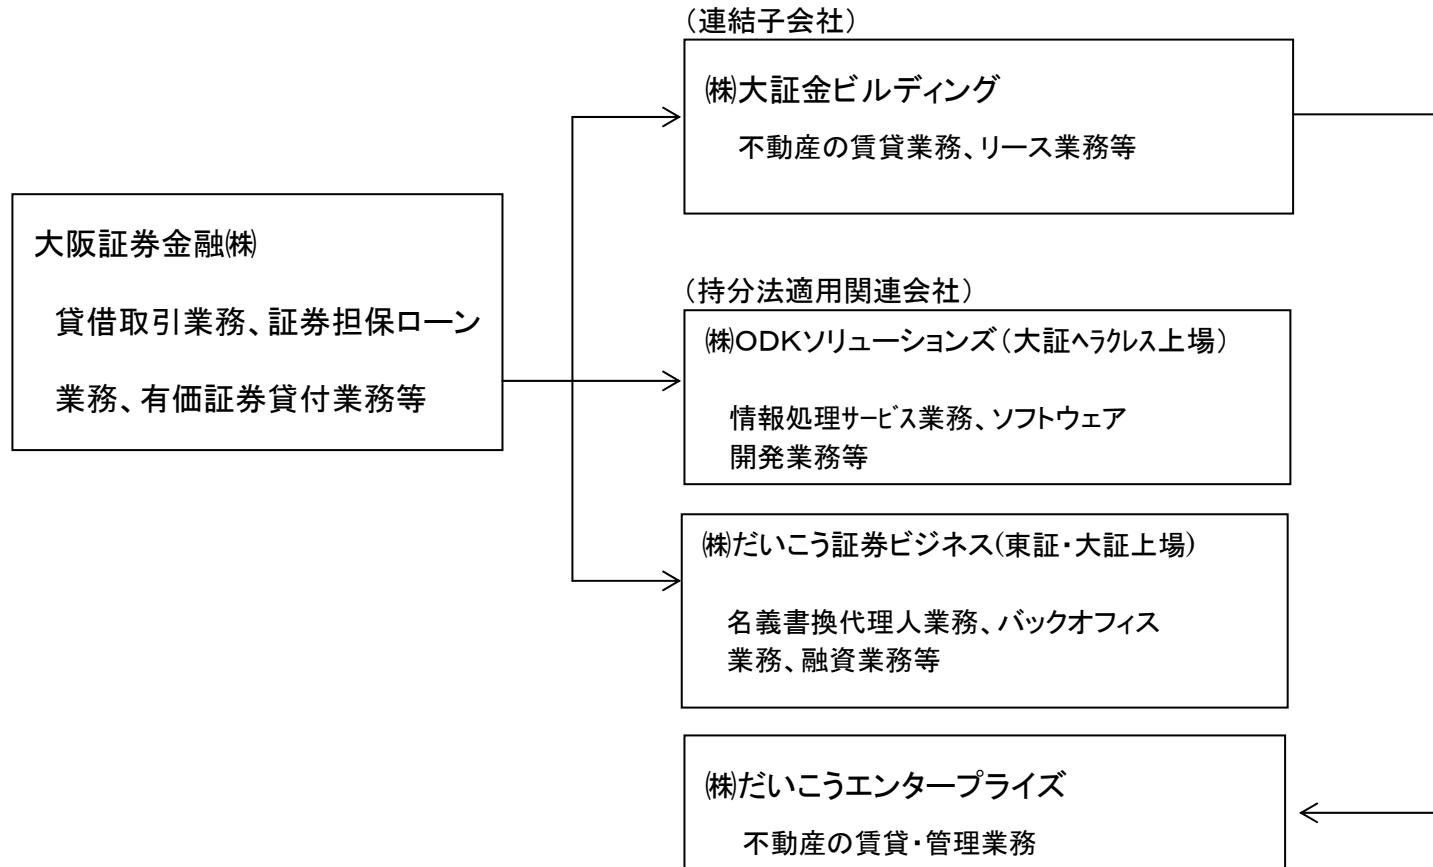 （連結子会社）
㈱大証金ビルディング
不動産の賃貸業務、リース業務等
大阪証券金融㈱
貸借取引業務、証券担保ローン
業務、有価証券貸付業務等
（持分法適用関連会社）
㈱ＯＤＫソリューションズ（大証ﾍﾗｸﾚｽ上場）
情報処理ｻｰﾋﾞｽ業務、ソフトウェア
開発業務等
㈱だいこう証券ビジネス(東証・大証上場)
名義書換代理人業務、バックオフィス
業務、融資業務等
㈱だいこうエンタープライズ
不動産の賃貸・管理業務